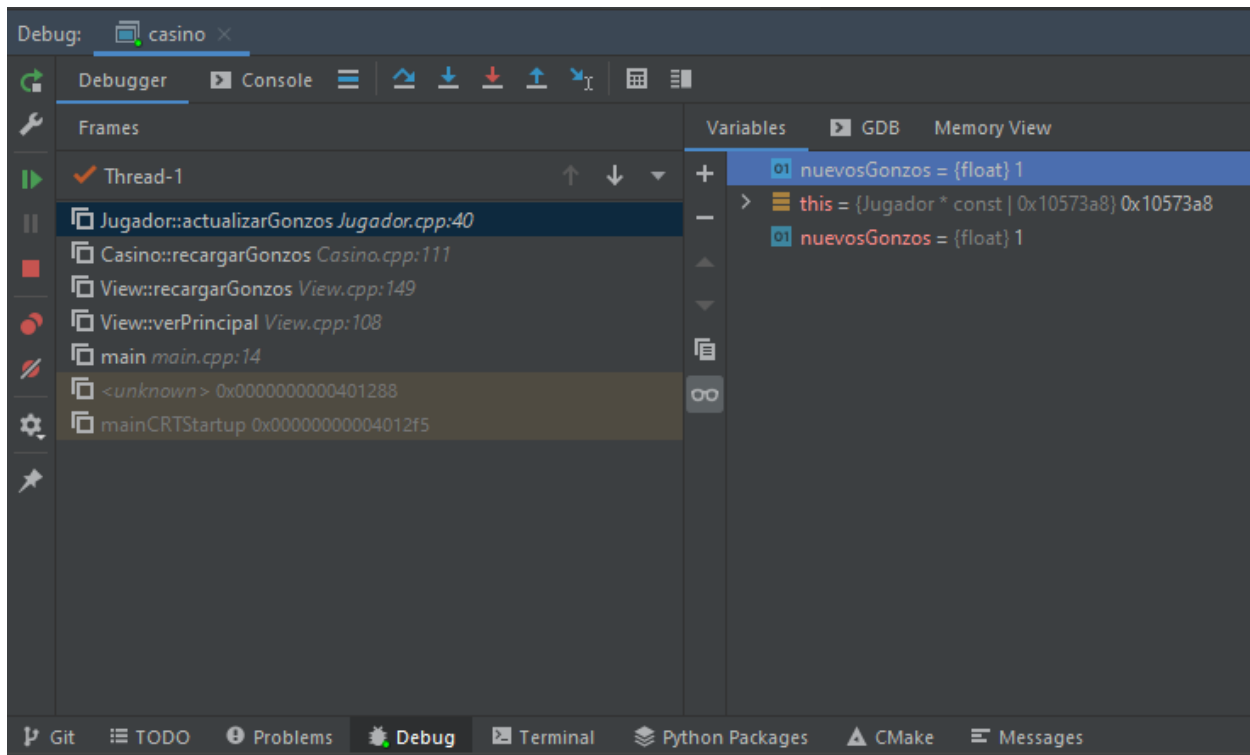 Debug: casino
Debugger Console
Frames
Thread-1
Jugador::actualizarGonzos Jugador.cpp:40
Casino::recargarGonzos Casino.cpp:111
View::recargarGonzos View.cpp:149
View::verPrincipal View.cpp:108
main main.cpp:14
<unknown> 0x0000000000401288
mainCRTStartup 0x00000000004012f5
Variables GDB Memory View
01 nuevosGonzos = {float} 1
this = {Jugador * const | 0x10573a8} 0x10573a8
01 nuevosGonzos = {float} 1
Git TODO Problems Debug Terminal Python Packages CMake Messages